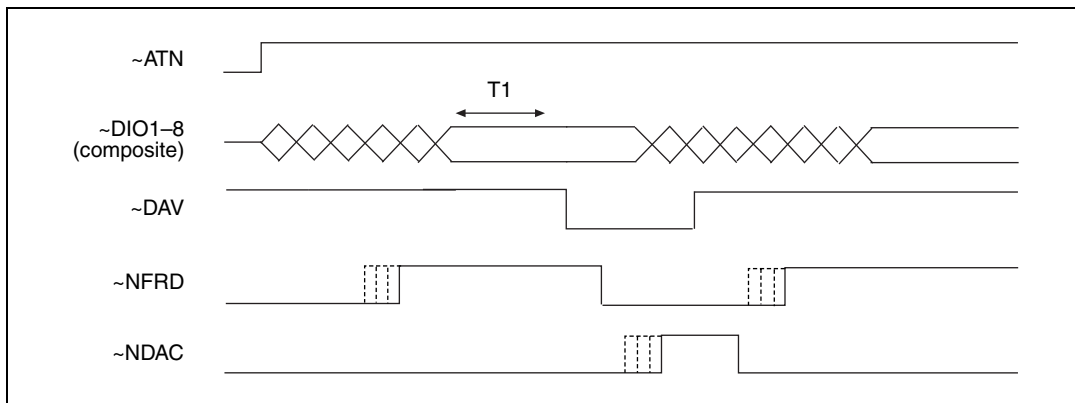 ~ATN
T1
~DIO1–8
(composite)
~DAV
~NFRD
~NDAC